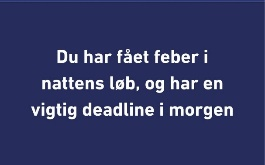 Du har fået feber i
nattens løb, og har en
vigtig deadline i morgen